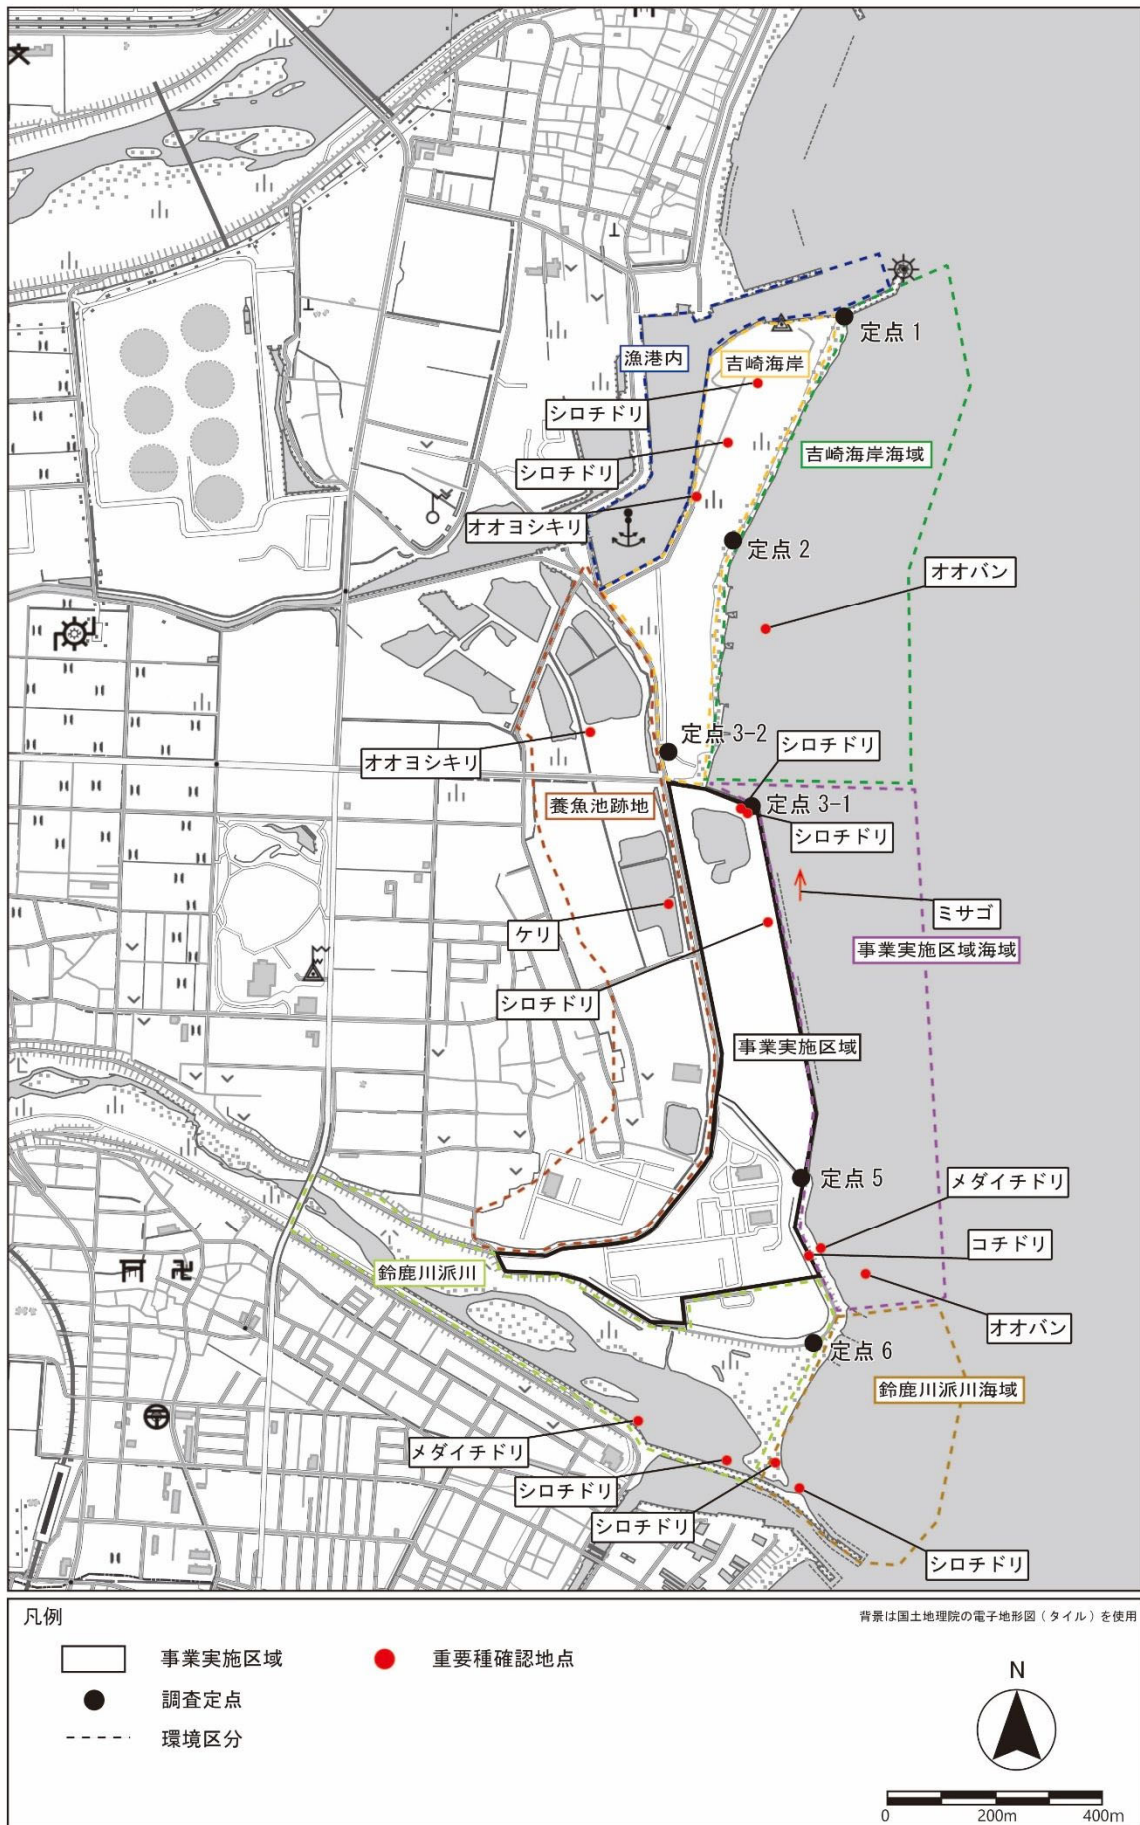 定点 1
漁港内
吉崎海岸
シロチドリ
吉崎海岸海域
シロチドリ
オオヨシキリ
定点 2
オオバン
定点 3-2
シロチドリ
オオヨシキリ
養魚池跡地
定点 3-1
シロチドリ
ミサゴ
ケリ
事業実施区域海域
シロチドリ
事業実施区域
定点 5
メダイチドリ
コチドリ
鈴鹿川派川
オオバン
定点 6
鈴鹿川派川海域
メダイチドリ
シロチドリ
シロチドリ
シロチドリ
凡例
背景は国土地理院の電子地形図（タイル）を使用
事業実施区域
重要種確認地点
調査定点
環境区分
N
0 200m 400m